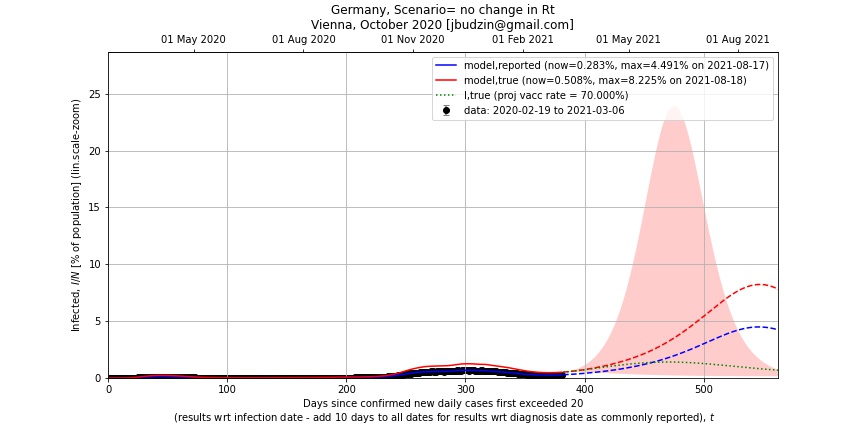 Germany, Scenario= no change in Rt
Vienna, October 2020 [jbudzin@gmail.com]
01 May 2020 01 Aug 2020 01 Nov 2020 01 Feb 2021 01 May 2021 01 Aug 2021
model,reported (now=0.283%, max=4.491% on 2021-08-17)
model,true (now=0.508%, max=8.225% on 2021-08-18)
I,true (proj vacc rate = 70.000%)
data: 2020-02-19 to 2021-03-06
Infected, I/N [% of population] (lin.scale-zoom)
25
20
15
10
5
0
0 100 200 300 400 500
Days since confirmed new daily cases first exceeded 20
(results wrt infection date - add 10 days to all dates for results wrt diagnosis date as commonly reported), t